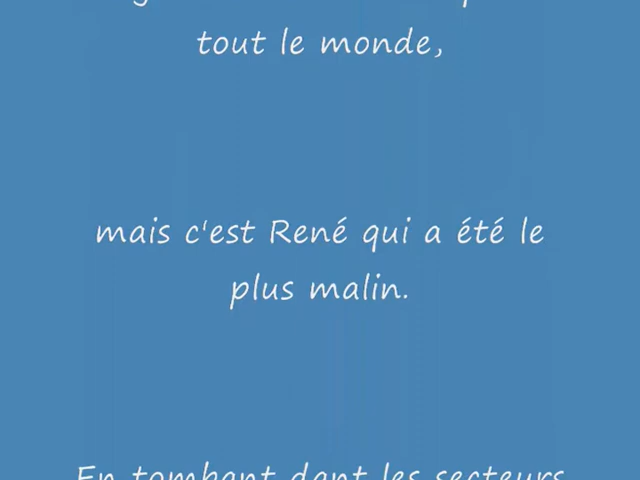 tout le monde,
mais c'est René qui a été le
plus malin.
En tombant dant les secteurs